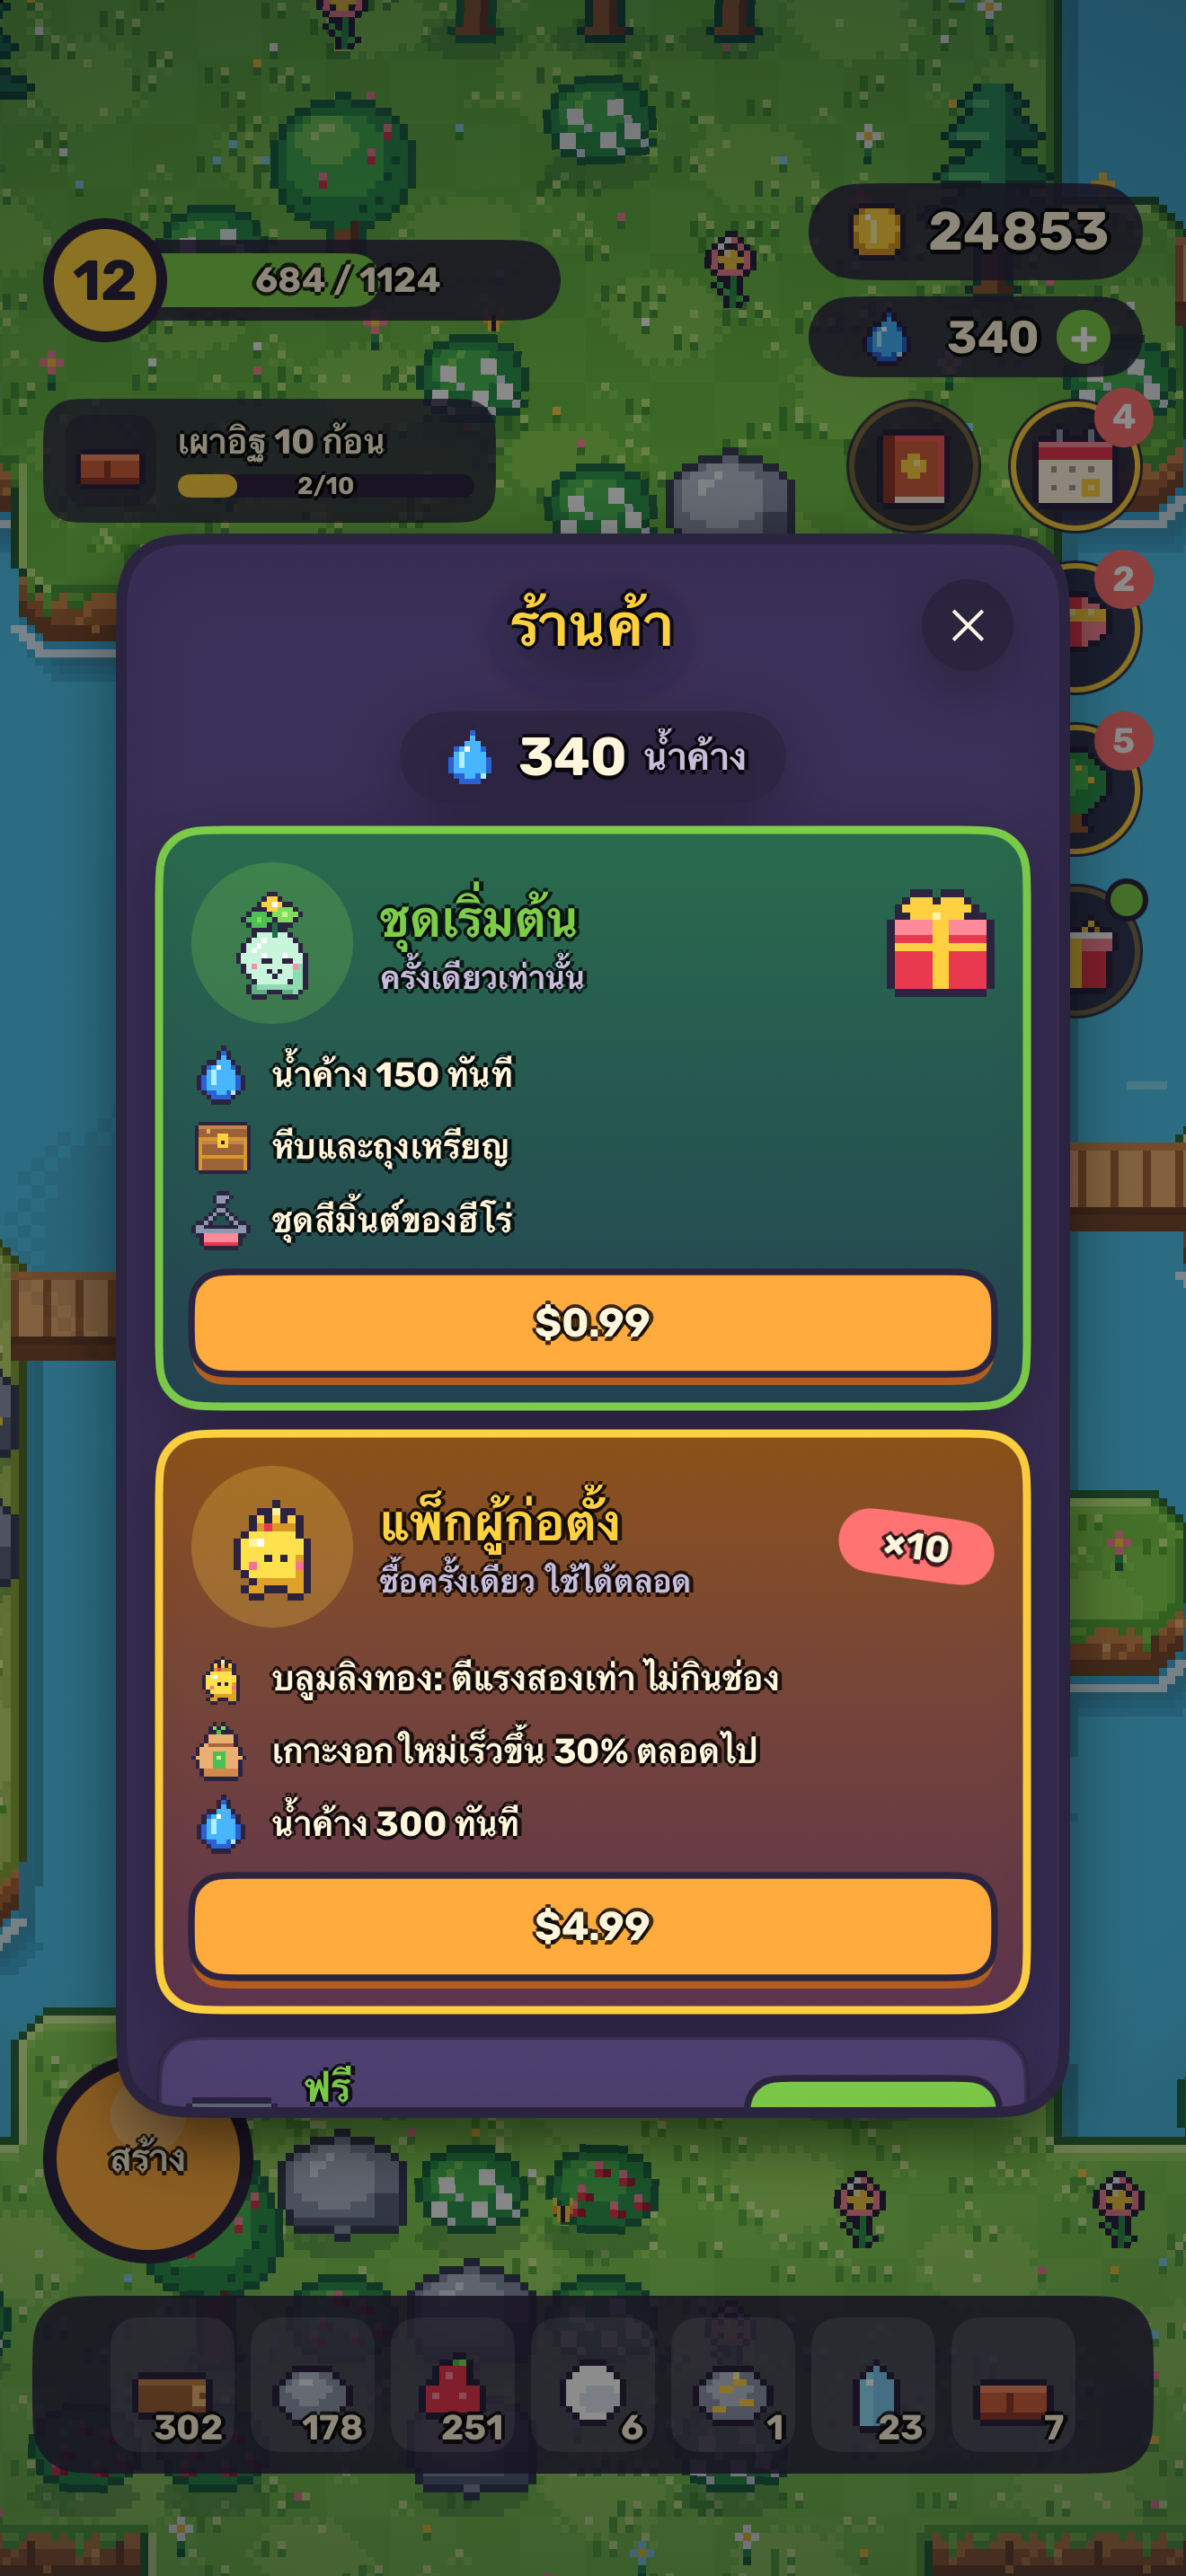 24853
12
684 / 1124
340
เผาอิฐ 10 ก้อน
2/10
4
2
5
ร้านค้า
340 น้ำค้าง
ชุดเริ่มต้น
ครั้งเดียวเท่านั้น
น้ำค้าง 150 ทันที
หีบและถุงเหรียญ
ชุดสีมิ้นต์ของฮีโร่
$0.99
แพ็กผู้ก่อตั้ง
ซื้อครั้งเดียว ใช้ได้ตลอด
×10
บลูมลิงทอง: ตีแรงสองเท่า ไม่กินช่อง
เกาะงอกใหม่เร็วขึ้น 30% ตลอดไป
น้ำค้าง 300 ทันที
$4.99
ฟรี
สร้าง
302
178
251
6
1
23
7